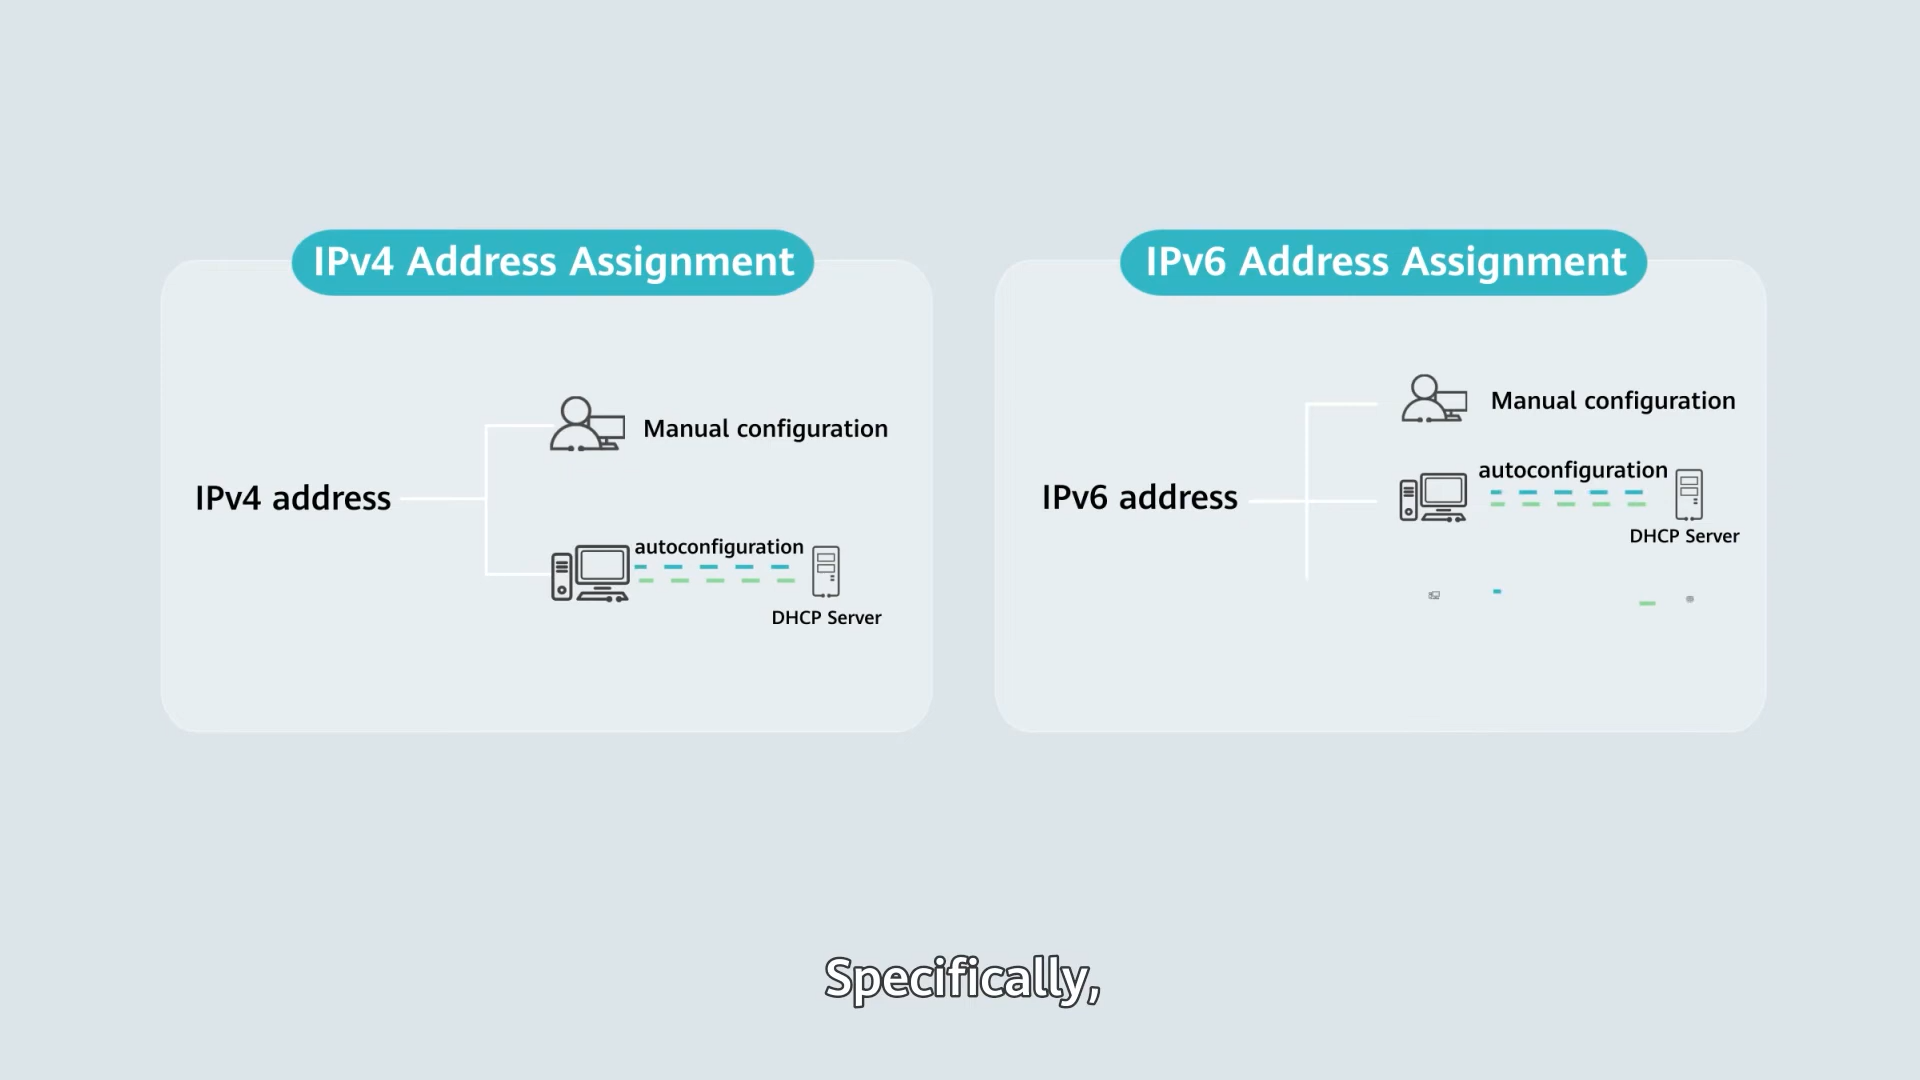 IPv4 Address Assignment
IPv4 address
Manual configuration
autoconfiguration
DHCP Server
IPv6 Address Assignment
IPv6 address
Manual configuration
autoconfiguration
DHCP Server
Specifically,